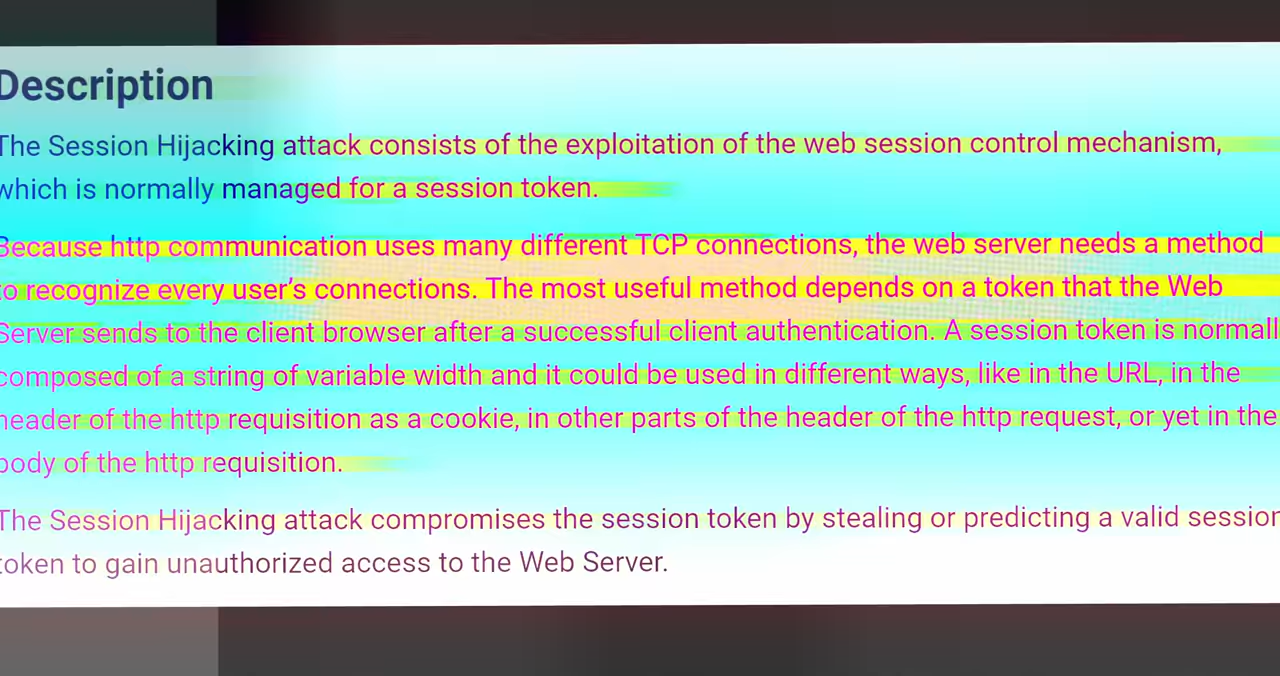 Description
The Session Hijacking attack consists of the exploitation of the web session control mechanism,
which is normally managed for a session token.
Because http communication uses many different TCP connections, the web server needs a method
to recognize every user’s connections. The most useful method depends on a token that the Web
Server sends to the client browser after a successful client authentication. A session token is normall
composed of a string of variable width and it could be used in different ways, like in the URL, in the
header of the http requisition as a cookie, in other parts of the header of the http request, or yet in the
body of the http requisition.
The Session Hijacking attack compromises the session token by stealing or predicting a valid session
token to gain unauthorized access to the Web Server.